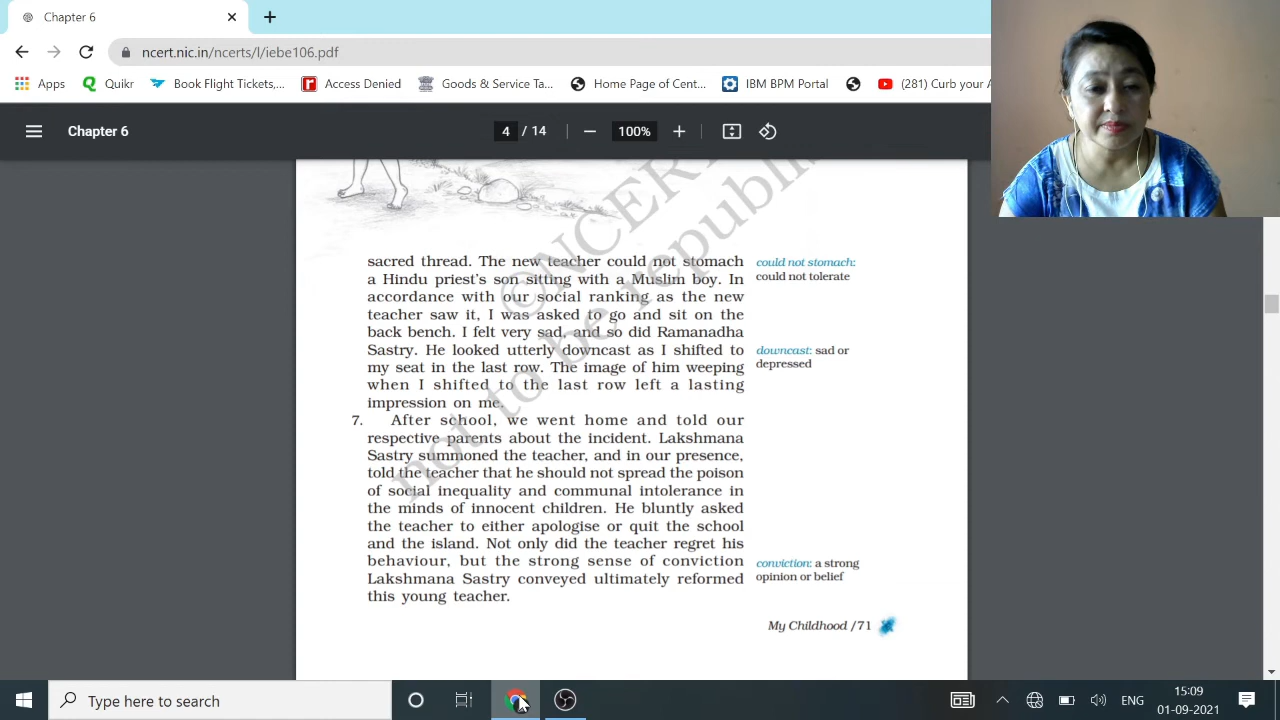 Chapter 6
ncert.nic.in/ncerts/l/iebe106.pdf
Apps Quikr Book Flight Tickets,... Access Denied Goods & Service Ta... Home Page of Cent... IBM BPM Portal (281) Curb your A
Chapter 6
4 / 14
100%
©NCERT
not to be republi
sacred thread. The new teacher could not stomach
a Hindu priest's son sitting with a Muslim boy. In
accordance with our social ranking as the new
teacher saw it, I was asked to go and sit on the
back bench. I felt very sad, and so did Ramanadha
Sastry. He looked utterly downcast as I shifted to
my seat in the last row. The image of him weeping
when I shifted to the last row left a lasting
impression on me.
could not stomach:
could not tolerate
downcast: sad or
depressed
7. After school, we went home and told our
respective parents about the incident. Lakshmana
Sastry summoned the teacher, and in our presence,
told the teacher that he should not spread the poison
of social inequality and communal intolerance in
the minds of innocent children. He bluntly asked
the teacher to either apologise or quit the school
and the island. Not only did the teacher regret his
behaviour, but the strong sense of conviction
Lakshmana Sastry conveyed ultimately reformed
this young teacher.
conviction: a strong
opinion or belief
My Childhood /71
Type here to search
ENG
15:09
01-09-2021